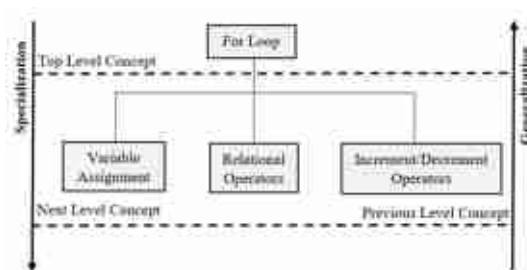 For Loop
Top Level Concept
Specialization
Generalization
Variable
Assignment
Relational
Operators
Increment/Decrement
Operators
Next Level Concept
Previous Level Concept